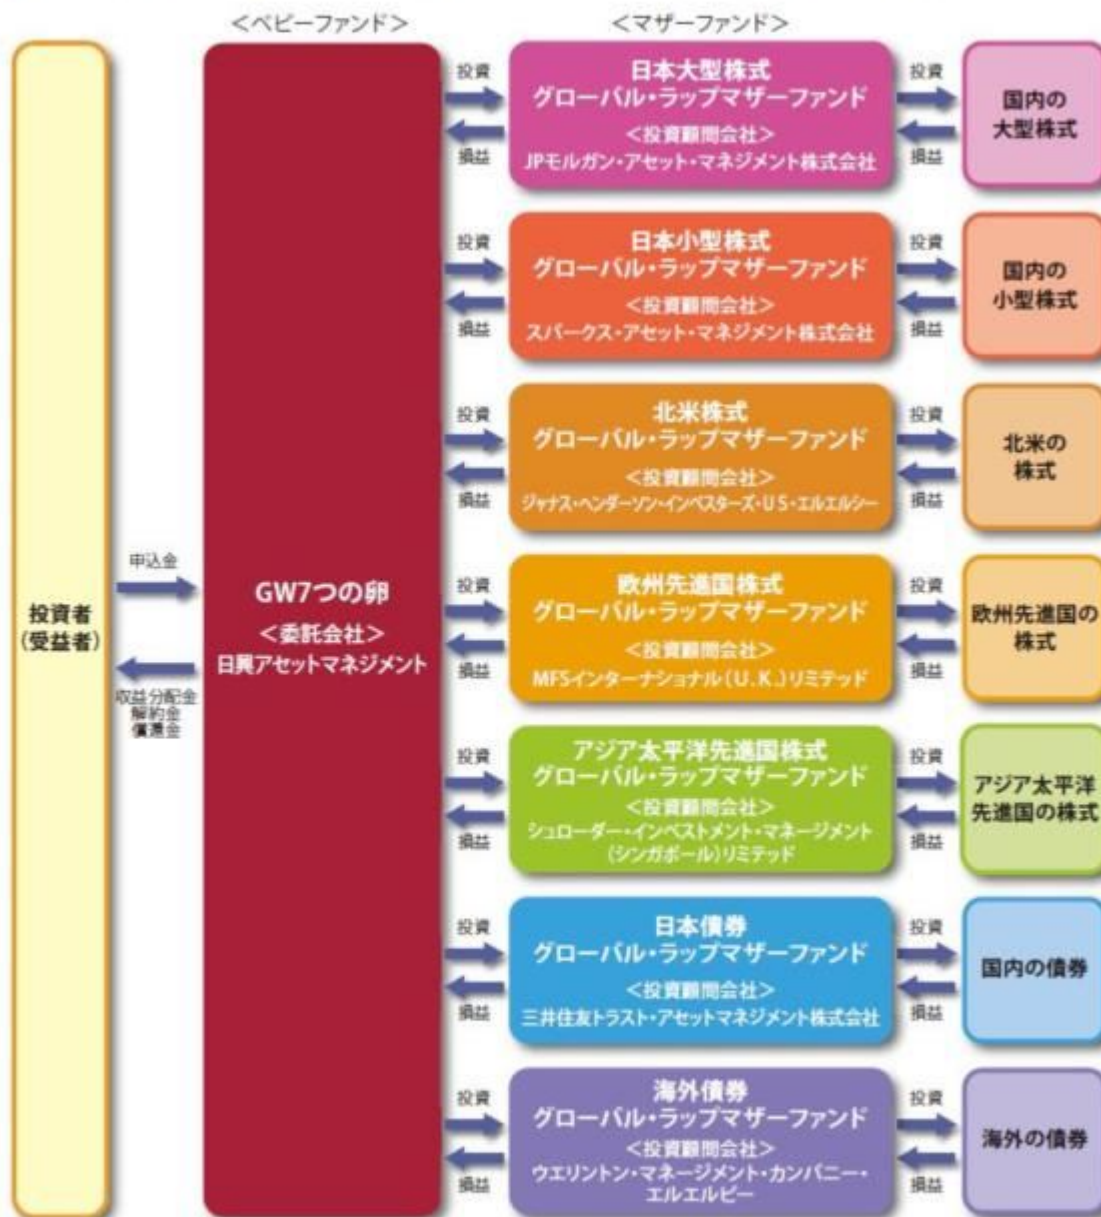 ＜ベビーファンド＞
＜マザーファンド＞
投資者
(受益者)
申込金
収益分配金
解約金
償還金
GW7つの卵
＜委託会社＞
日興アセットマネジメント
投資
損益
日本大型株式
グローバル・ラップマザーファンド
＜投資顧問会社＞
JPモルガン・アセット・マネジメント株式会社
投資
損益
国内の
大型株式
投資
損益
日本小型株式
グローバル・ラップマザーファンド
＜投資顧問会社＞
スパークス・アセット・マネジメント株式会社
投資
損益
国内の
小型株式
投資
損益
北米株式
グローバル・ラップマザーファンド
＜投資顧問会社＞
ジャナス・ヘンダーソン・インベスターズ・US・エルエルシー
投資
損益
北米の
株式
投資
損益
欧州先進国株式
グローバル・ラップマザーファンド
＜投資顧問会社＞
MFSインターナショナル(U.K.)リミテッド
投資
損益
欧州先進国の
株式
投資
損益
アジア太平洋先進国株式
グローバル・ラップマザーファンド
＜投資顧問会社＞
シュローダー・インベストメント・マネージメント
(シンガポール)リミテッド
投資
損益
アジア太平洋
先進国の株式
投資
損益
日本債券
グローバル・ラップマザーファンド
＜投資顧問会社＞
三井住友トラスト・アセットマネジメント株式会社
投資
損益
国内の債券
投資
損益
海外債券
グローバル・ラップマザーファンド
＜投資顧問会社＞
ウエリントン・マネージメント・カンパニー・
エルエルピー
投資
損益
海外の債券